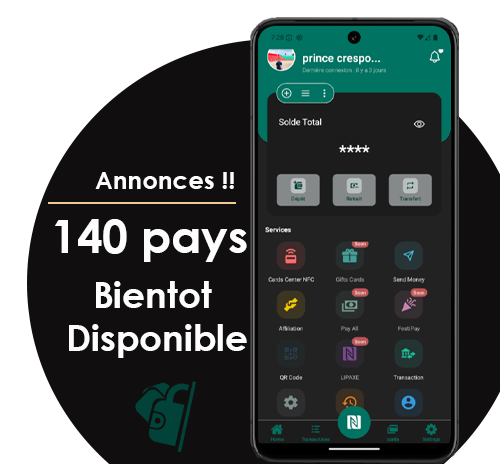 Annonces !!
140 pays
Bientot
Disponible
7:28
prince crespo...
Dernière connexion : Il y a 3 jours
Solde Total
****
Dépôt
Retrait
Transfert
Services
Cards Center NFC
Soon
Gifts Cards
Send Money
Affiliation
Soon
Pay All
Soon
FestiPay
QR Code
Soon
LIPAXE
Transaction
Home
Transactions
Settings